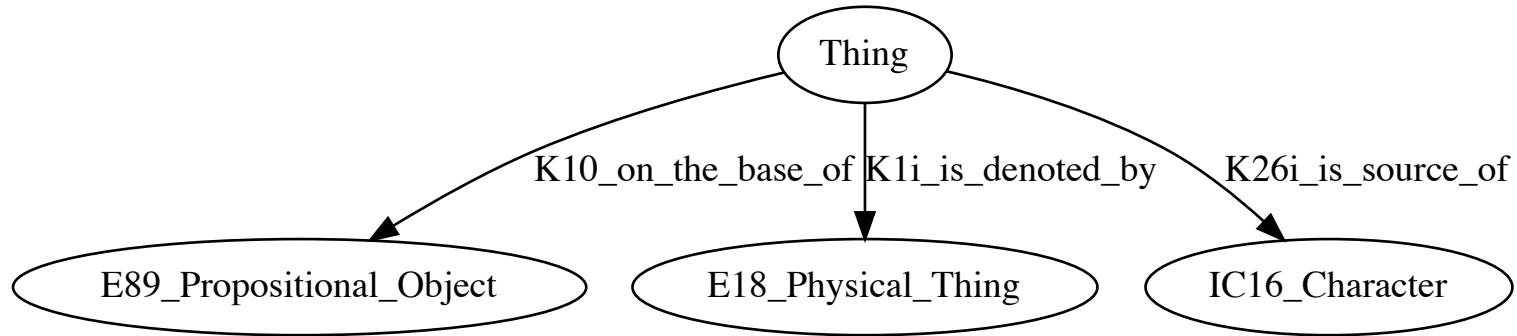 Thing
K10_on_the_base_of
K1i_is_denoted_by
K26i_is_source_of
E89_Propositional_Object
E18_Physical_Thing
IC16_Character